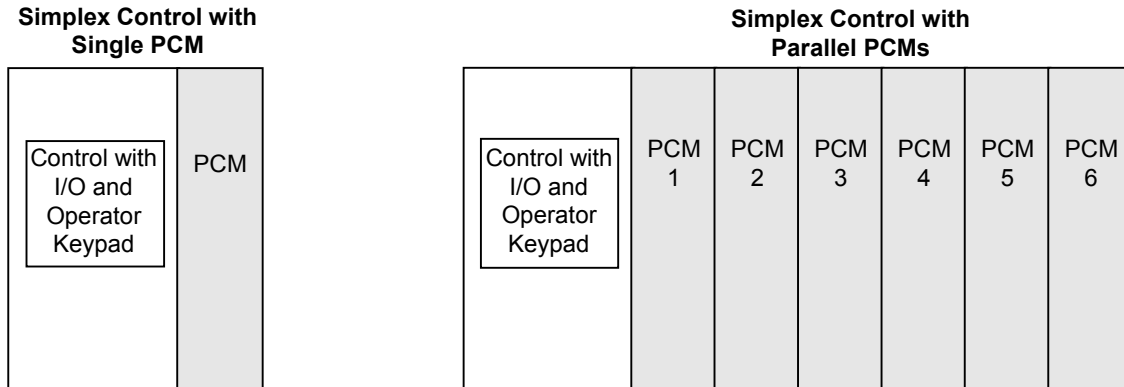 Simplex Control with
Single PCM
Control with
I/O and
Operator
Keypad
PCM
Simplex Control with
Parallel PCMs
Control with
I/O and
Operator
Keypad
PCM
1
PCM
2
PCM
3
PCM
4
PCM
5
PCM
6